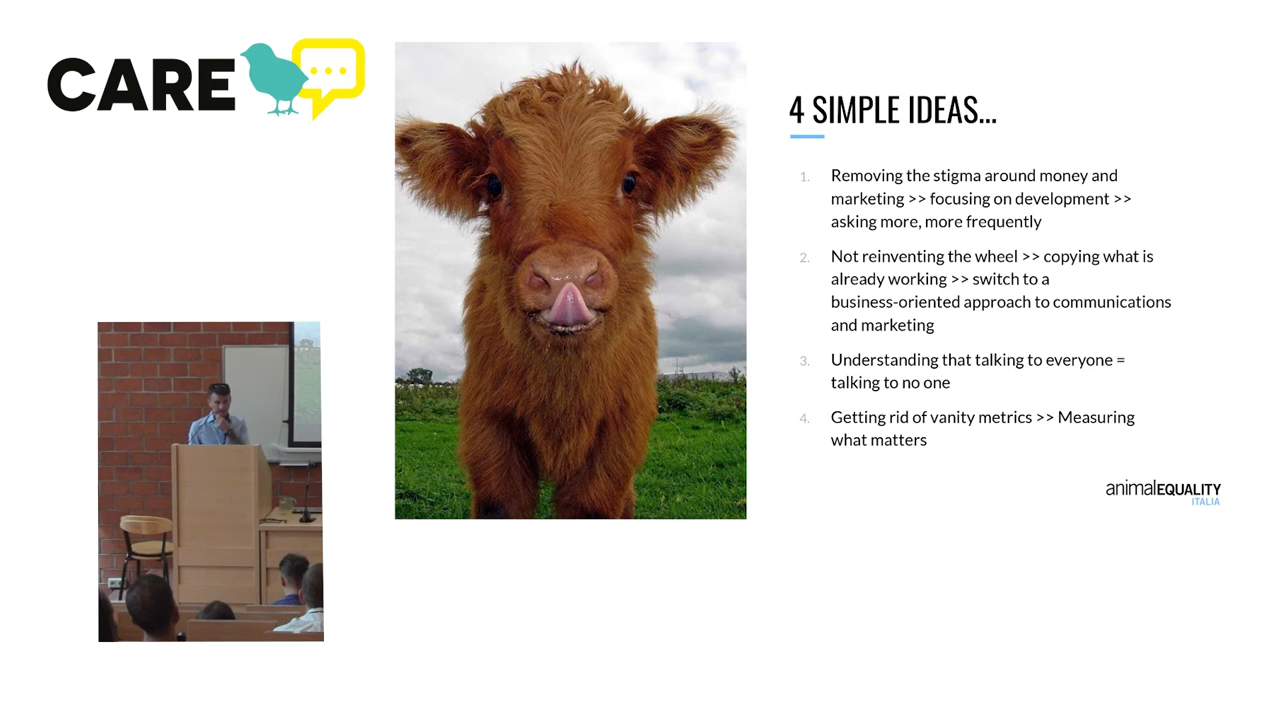 CARE
4 SIMPLE IDEAS...
1. Removing the stigma around money and
marketing >> focusing on development >>
asking more, more frequently
2. Not reinventing the wheel >> copying what is
already working >> switch to a
business-oriented approach to communications
and marketing
3. Understanding that talking to everyone =
talking to no one
4. Getting rid of vanity metrics >> Measuring
what matters
animalEQUALITY
ITALIA